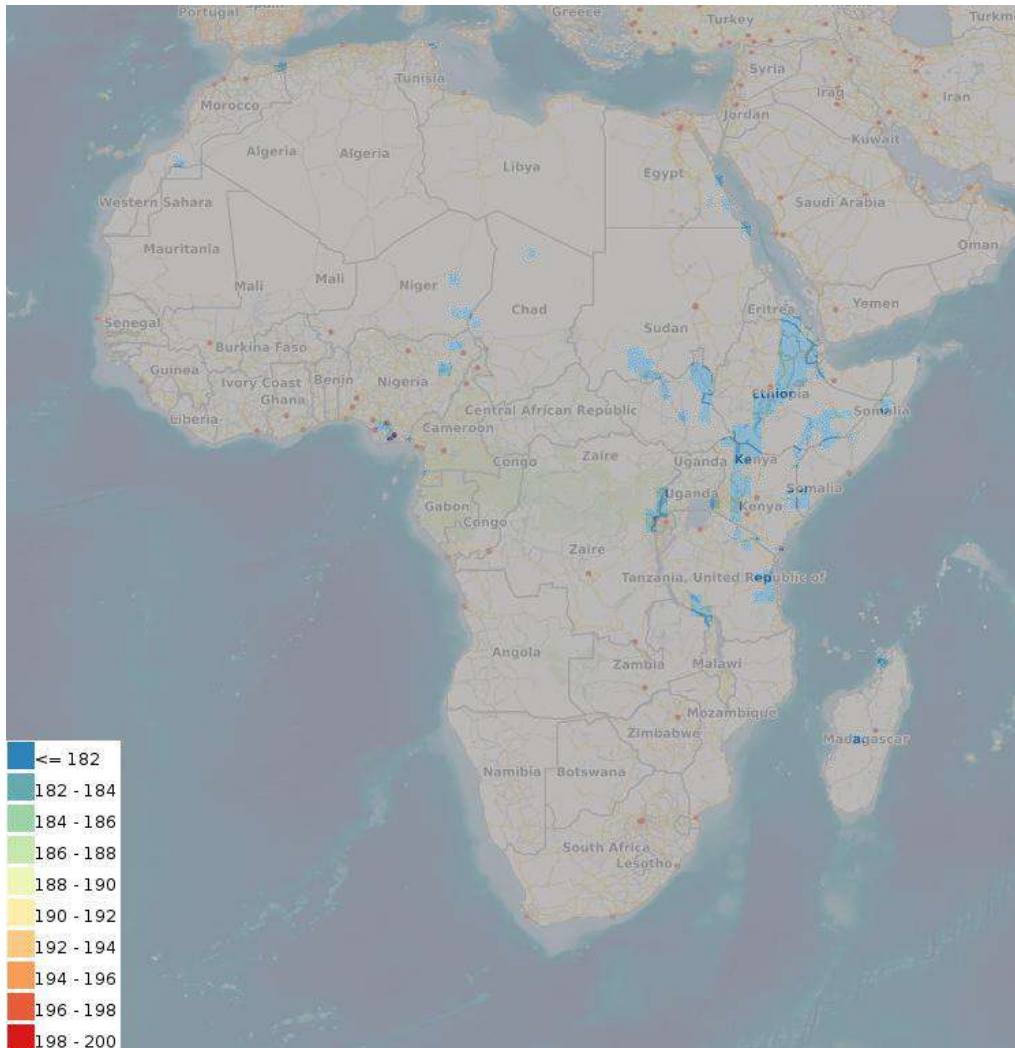 Portugal
Spain
Greece
Turkey
Turkm
Tunisia
Syria
Iraq
Iran
Morocco
Jordan
Kuwait
Algeria
Algeria
Libya
Egypt
Western Sahara
Saudi Arabia
Mauritania
Oman
Mali
Mali
Niger
Chad
Sudan
Eritrea
Yemen
Senegal
Burkina Faso
Guinea
Ivory Coast
Benin
Nigeria
Ghana
Liberia
Central African Republic
Ethiopia
Somalia
Cameroon
Congo
Zaire
Uganda
Kenya
Gabon
Congo
Uganda
Kenya
Somalia
Zaire
Tanzania, United Republic of
Angola
Zambia
Malawi
Mozambique
Zimbabwe
Madagascar
Namibia
Botswana
South Africa
Lesotho
<= 182
182 - 184
184 - 186
186 - 188
188 - 190
190 - 192
192 - 194
194 - 196
196 - 198
198 - 200